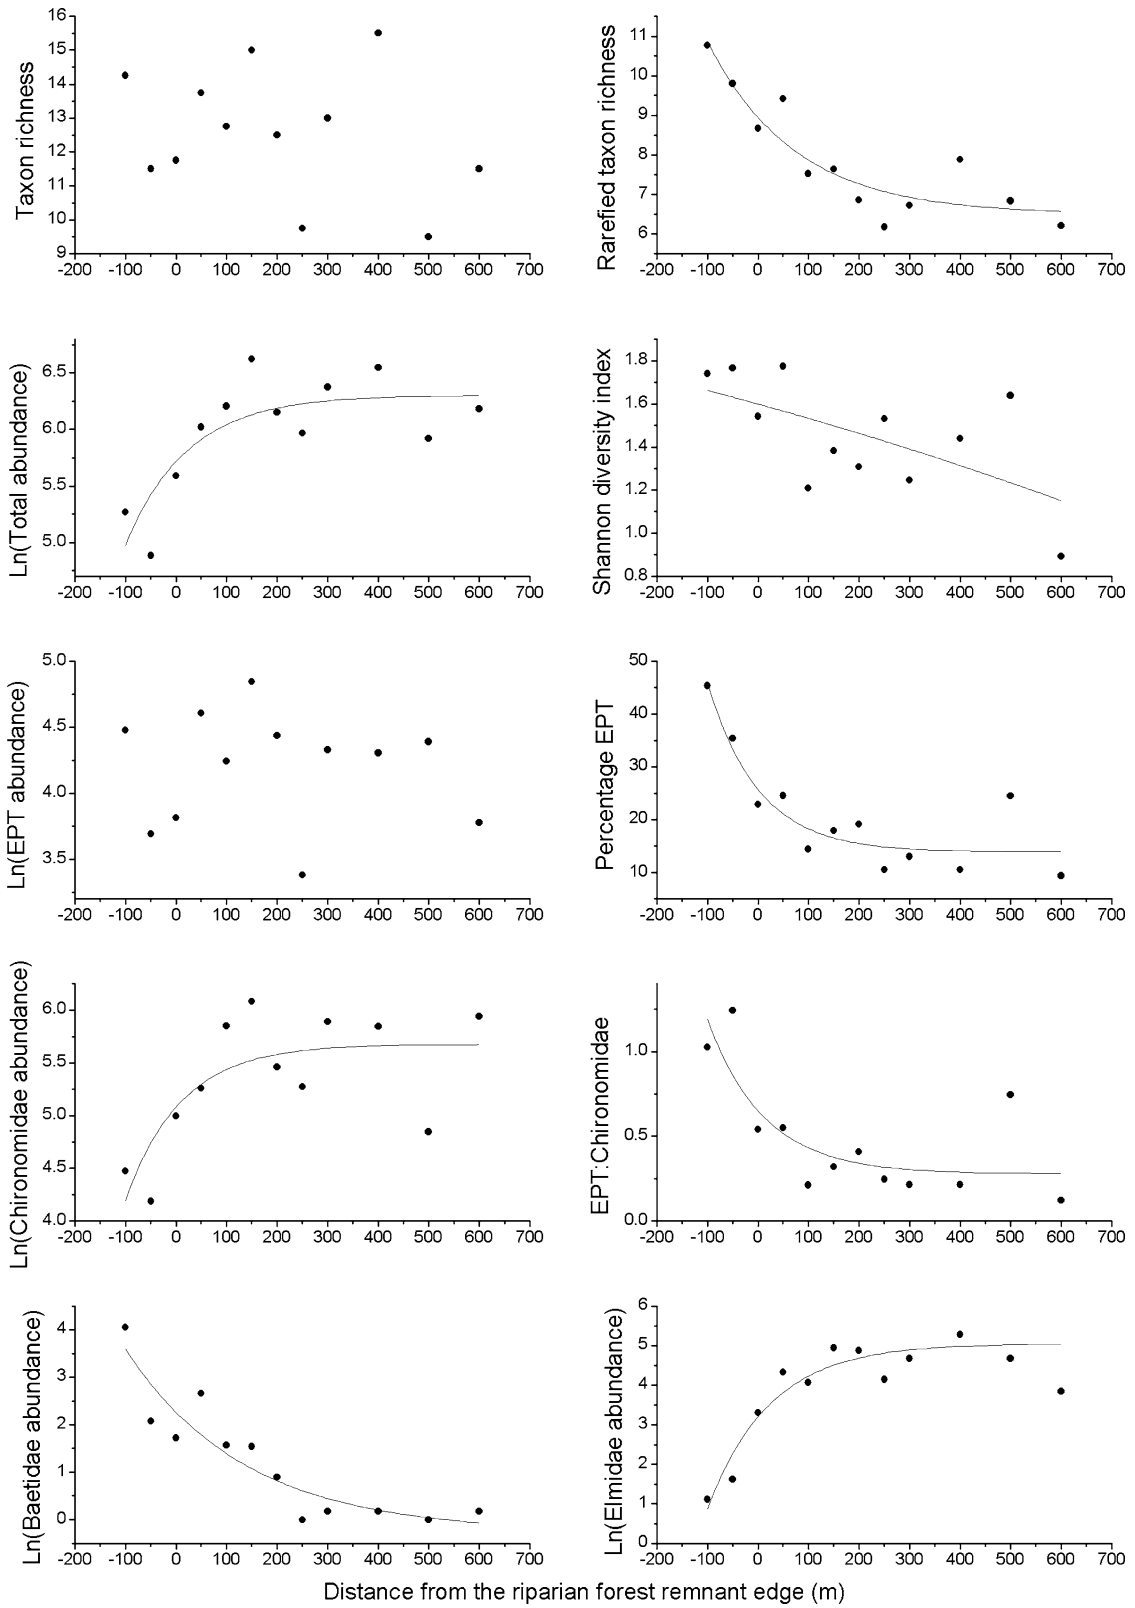 Taxon richness
16
15
14
13
12
11
10
9
-200 -100 0 100 200 300 400 500 600 700
Rarefied taxon richness
11
10
9
8
7
6
-200 -100 0 100 200 300 400 500 600 700
Ln(Total abundance)
6.5
6.0
5.5
5.0
-200 -100 0 100 200 300 400 500 600 700
Shannon diversity index
1.8
1.6
1.4
1.2
1.0
0.8
-200 -100 0 100 200 300 400 500 600 700
Ln(EPT abundance)
5.0
4.5
4.0
3.5
-200 -100 0 100 200 300 400 500 600 700
Percentage EPT
50
40
30
20
10
-200 -100 0 100 200 300 400 500 600 700
Ln(Chironomidae abundance)
6.0
5.5
5.0
4.5
4.0
-200 -100 0 100 200 300 400 500 600 700
EPT:Chironomidae
1.0
0.5
0.0
-200 -100 0 100 200 300 400 500 600 700
Ln(Baetidae abundance)
4
3
2
1
0
-200 -100 0 100 200 300 400 500 600 700
Ln(Elmidae abundance)
6
5
4
3
2
1
0
-200 -100 0 100 200 300 400 500 600 700
Distance from the riparian forest remnant edge (m)